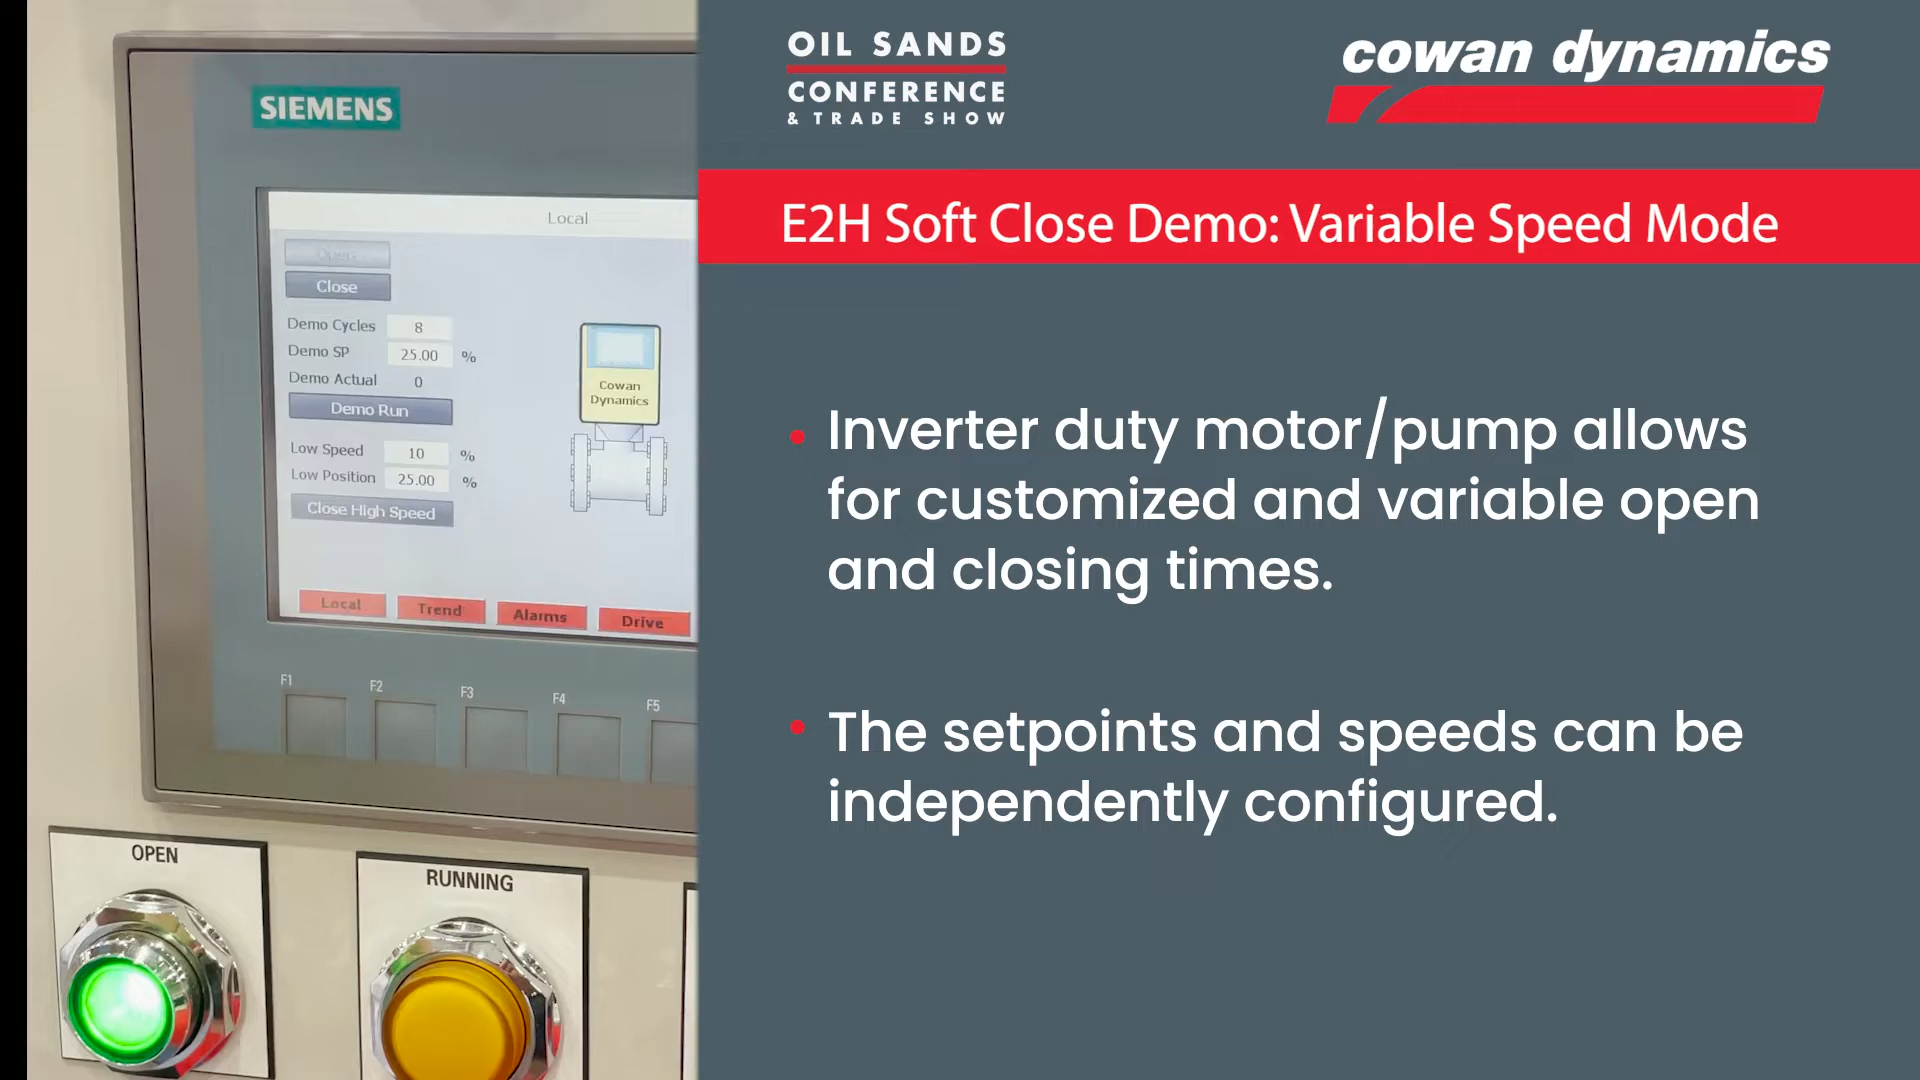 SIEMENS
Local
Open
Close
Demo Cycles 8
Demo SP 25.00 %
Demo Actual 0
Demo Run
Low Speed 10 %
Low Position 25.00 %
Close High Speed
Cowan
Dynamics
Local Trend Alarms Drive
F1 F2 F3 F4 F5
OPEN
RUNNING
OIL SANDS
CONFERENCE
& TRADE SHOW
cowan dynamics
E2H Soft Close Demo: Variable Speed Mode
• Inverter duty motor/pump allows
for customized and variable open
and closing times.
• The setpoints and speeds can be
independently configured.